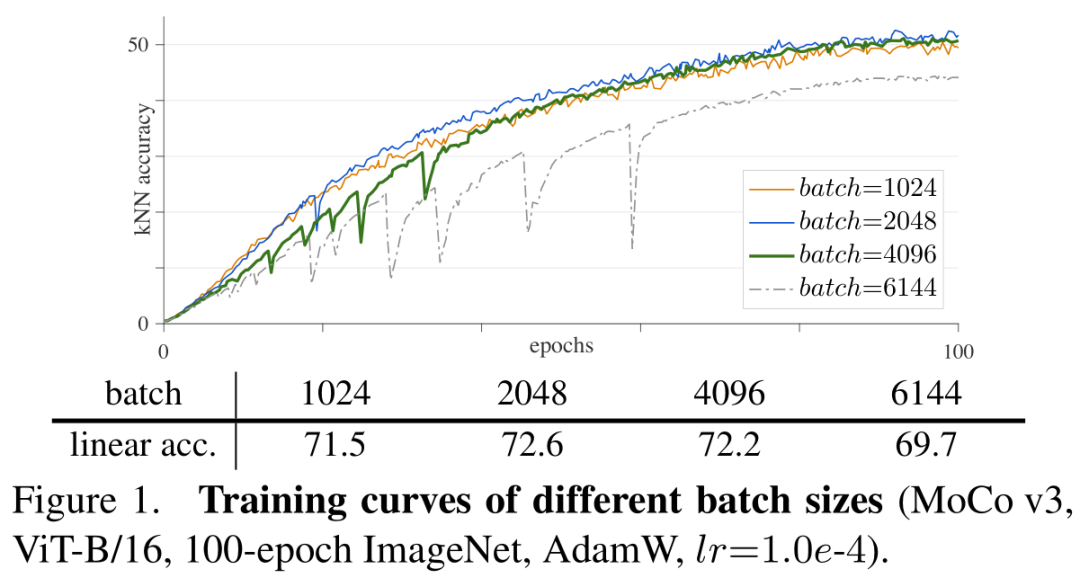 50
kNN accuracy
0
batch=1024
batch=2048
batch=4096
batch=6144
0
epochs
100
batch 1024 2048 4096 6144
linear acc. 71.5 72.6 72.2 69.7
Figure 1. Training curves of different batch sizes (MoCo v3,
ViT-B/16, 100-epoch ImageNet, AdamW, lr=1.0e-4).